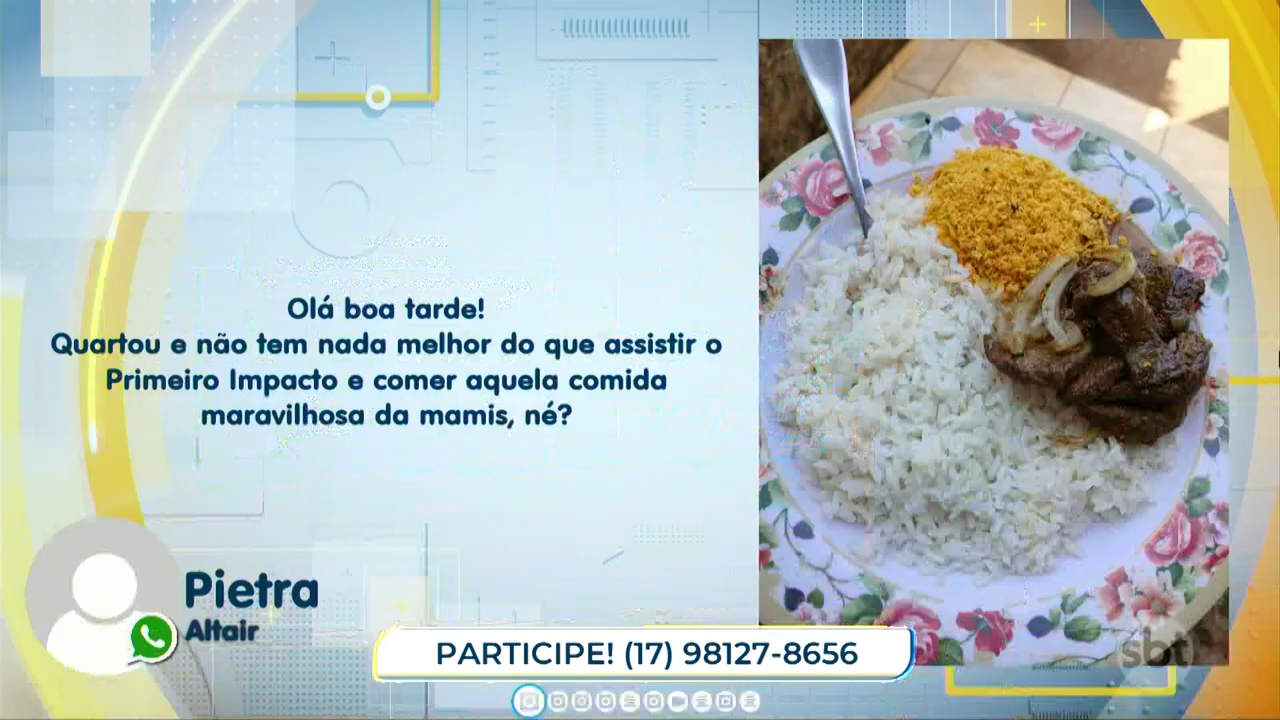 Olá boa tarde!
Quartou e não tem nada melhor do que assistir o
Primeiro Impacto e comer aquela comida
maravilhosa da mamis, né?
Pietra
Altair
PARTICIPE! (17) 98127-8656
sbt